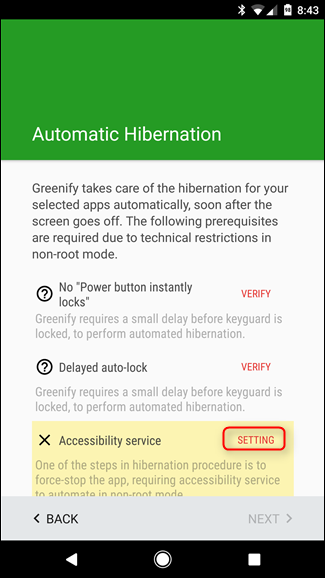 8:43
Automatic Hibernation
Greenify takes care of the hibernation for your
selected apps automatically, soon after the
screen goes off. The following prerequisites
are required due to technical restrictions in
non-root mode.
No "Power button instantly
locks"
VERIFY
Greenify requires a small delay before keyguard is
locked, to perform automated hibernation.
Delayed auto-lock
VERIFY
Greenify requires a small delay before keyguard is
locked, to perform automated hibernation.
Accessibility service
SETTING
One of the steps in hibernation procedure is to
force-stop the app, requiring accessibility service
to automate in non-root mode
BACK
NEXT